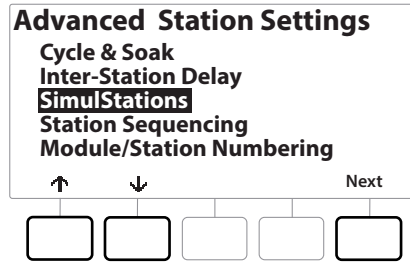 Advanced Station Settings
Cycle & Soak
Inter-Station Delay
SimulStations
Station Sequencing
Module/Station Numbering
↑ ↓ Next